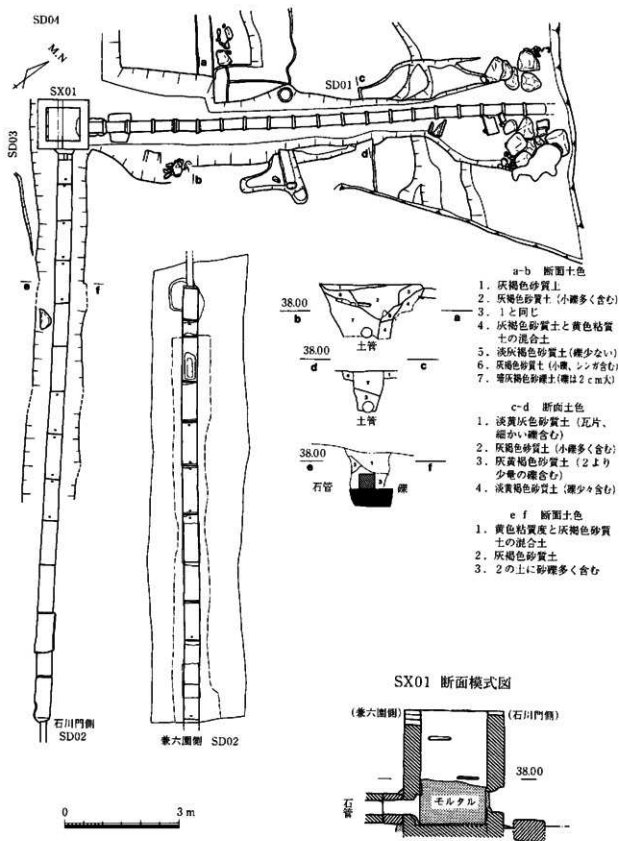 SD04
M.N
SX01
SD03
SD01
a
b
c
d
e
f
a-b 断面土色
1. 灰褐色砂質土
2. 灰褐色砂質土(小礫多く含む)
3. 1と同じ
4. 灰褐色砂質土と黄色粘質
土の混合土
5. 淡灰褐色砂質土(礫少ない)
6. 灰褐色砂質土(小礫、レンガ含む)
7. 暗灰褐色砂礫土(礫は2cm大)
38.00
b
a
土管
38.00
d
c
土管
38.00
e
f
石管
礫
c-d 断面土色
1. 淡黄灰色砂質土(瓦片、
細かい礫含む)
2. 灰褐色砂質土(小礫多く含む)
3. 灰黄褐色砂質土(2より
少量の礫含む)
4. 淡黄褐色砂質土(礫少々含む)
e f 断面土色
1. 黄色粘質度と灰褐色砂質
土の混合土
2. 灰褐色砂質土
3. 2の土に砂礫多く含む
石川門側
SD02
兼六園側 SD02
0 3m
SX01 断面模式図
(兼六園側)
(石川門側)
38.00
石管
モルタル